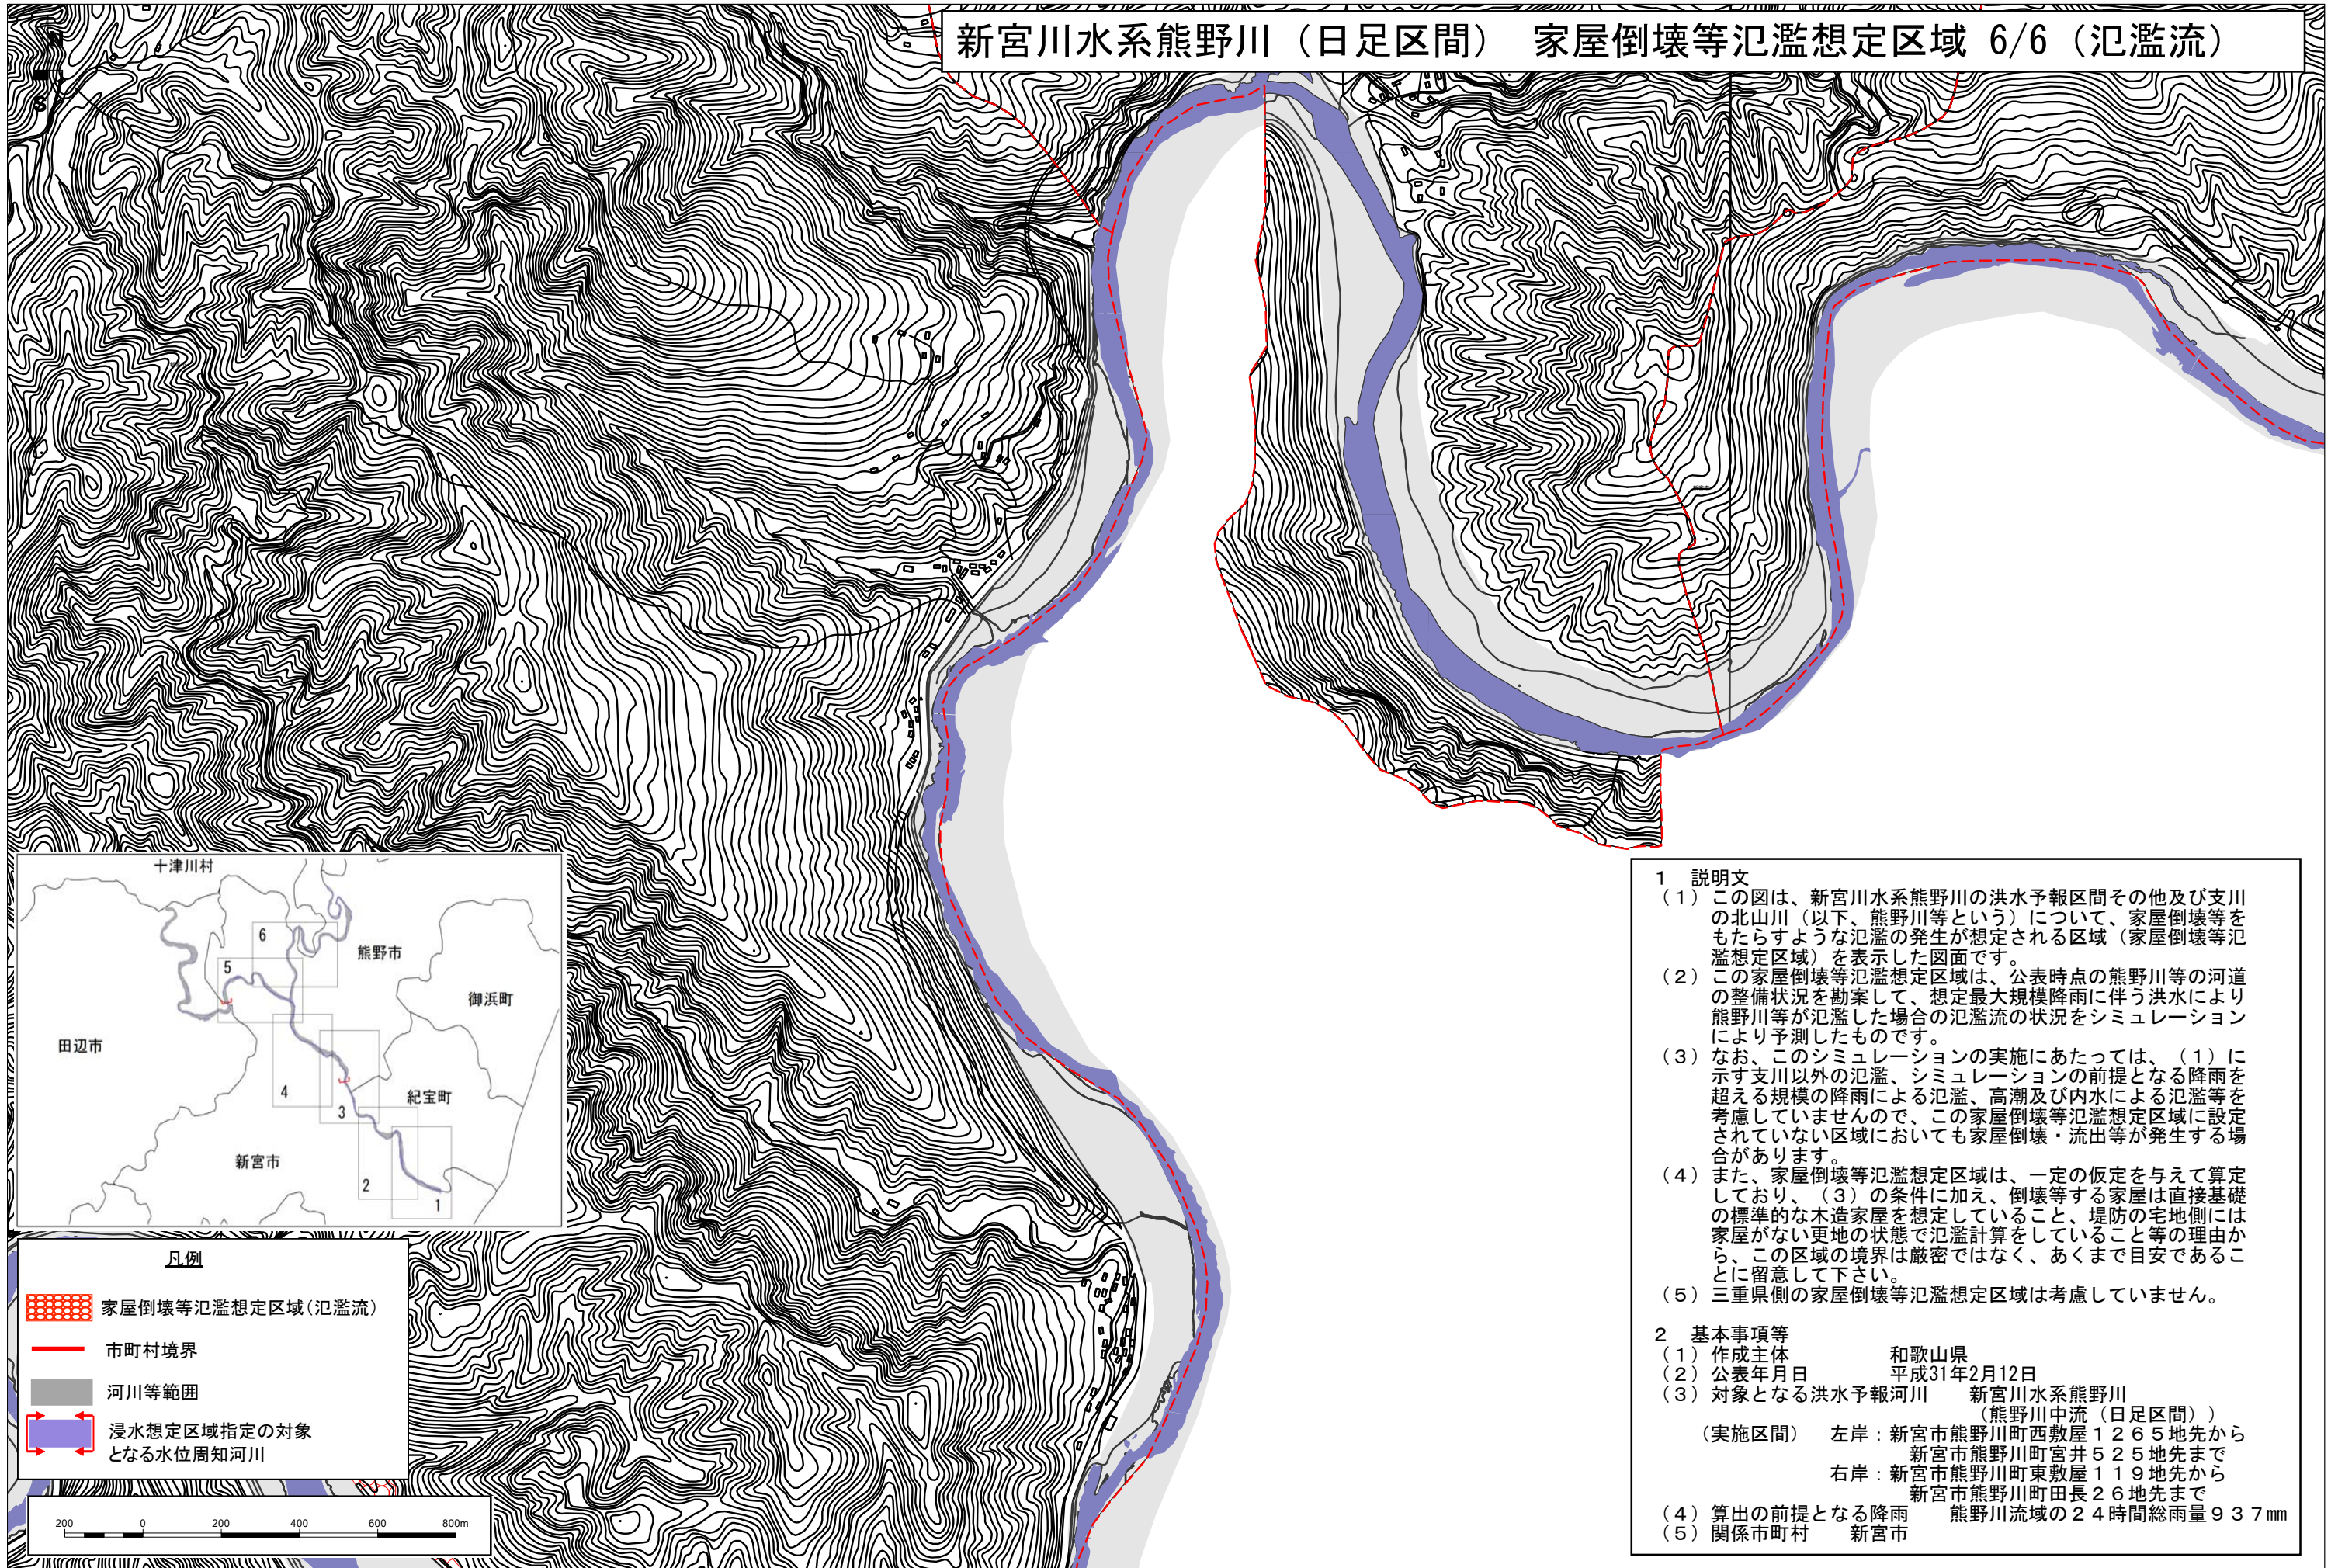 新宮川水系熊野川（日足区間）　家屋倒壊等氾濫想定区域 6/6（氾濫流）
N
S
十津川村
6
熊野市
5
御浜町
田辺市
4
紀宝町
3
新宮市
2
1
凡例
家屋倒壊等氾濫想定区域(氾濫流)
市町村境界
河川等範囲
浸水想定区域指定の対象
となる水位周知河川
200 0 200 400 600 800m
1　説明文
（1）この図は、新宮川水系熊野川の洪水予報区間その他及び支川
の北山川（以下、熊野川等という）について、家屋倒壊等を
もたらすような氾濫の発生が想定される区域（家屋倒壊等氾
濫想定区域）を表示した図面です。
（2）この家屋倒壊等氾濫想定区域は、公表時点の熊野川等の河道
の整備状況を勘案して、想定最大規模降雨に伴う洪水により
熊野川等が氾濫した場合の氾濫流の状況をシミュレーション
により予測したものです。
（3）なお、このシミュレーションの実施にあたっては、（1）に
示す支川以外の氾濫、シミュレーションの前提となる降雨を
超える規模の降雨による氾濫、高潮及び内水による氾濫等を
考慮していませんので、この家屋倒壊等氾濫想定区域に設定
されていない区域においても家屋倒壊・流出等が発生する場
合があります。
（4）また、家屋倒壊等氾濫想定区域は、一定の仮定を与えて算定
しており、（3）の条件に加え、倒壊等する家屋は直接基礎
の標準的な木造家屋を想定していること、堤防の宅地側には
家屋がない更地の状態で氾濫計算をしていること等の理由か
ら、この区域の境界は厳密ではなく、あくまで目安であるこ
とに留意して下さい。
（5）三重県側の家屋倒壊等氾濫想定区域は考慮していません。
2　基本事項等
（1）作成主体　　　　　和歌山県
（2）公表年月日　　　　平成31年2月12日
（3）対象となる洪水予報河川　　新宮川水系熊野川
（熊野川中流（日足区間））
（実施区間）　左岸：新宮市熊野川町西敷屋１２６５地先から
新宮市熊野川町宮井５２５地先まで
右岸：新宮市熊野川町東敷屋１１９地先から
新宮市熊野川町田長２６地先まで
（4）算出の前提となる降雨　　熊野川流域の２４時間総雨量９３７㎜
（5）関係市町村　　新宮市